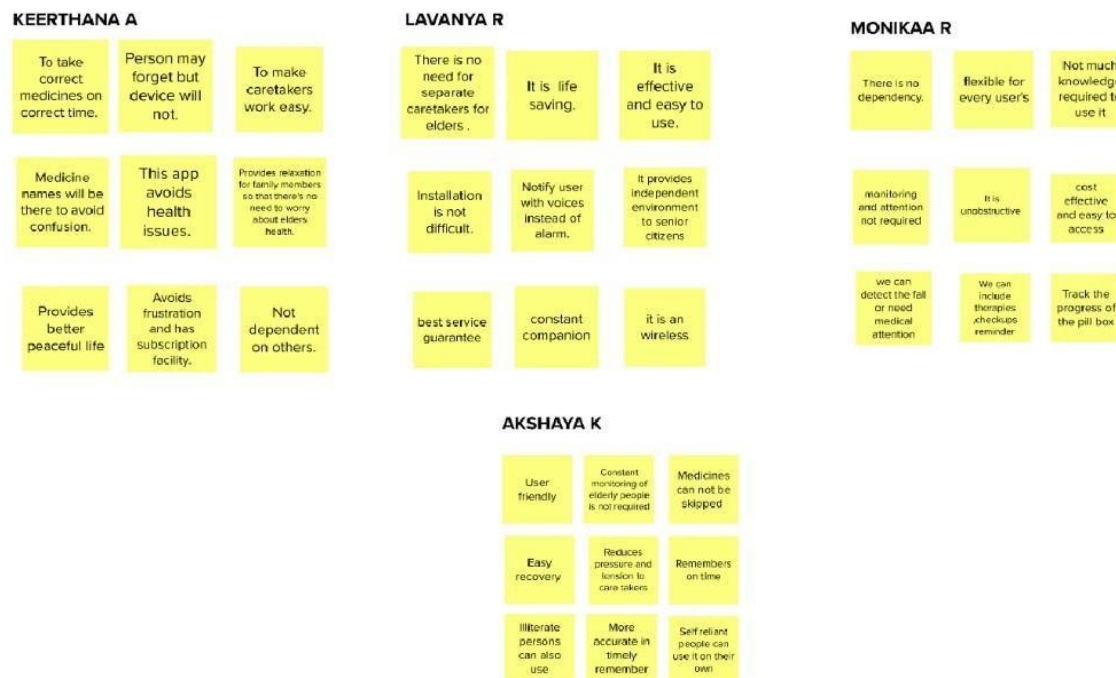 KEERTHANA A
To take
correct
medicines on
correct time.
Person may
forget but
device will
not.
To make
caretakers
work easy.
Medicine
names will be
there to avoid
confusion.
This app
avoids
health
issues.
Provides relaxation
for family members
so that there's no
need to worry
about elders
health.
Provides
better
peaceful life
Avoids
frustration
and has
subscription
facility.
Not
dependent
on others.
LAVANYA R
There is no
need for
separate
caretakers for
elders .
It is life
saving.
It is
effective
and easy to
use.
Installation
is not
difficult.
Notify user
with voices
instead of
alarm.
It provides
independent
environment
to senior
citizens
best service
guarantee
constant
companion
it is an
wireless
MONIKAA R
There is no
dependency.
flexible for
every user's
Not much
knowledge
required to
use it
monitoring
and attention
not required
It is
unobstructive
cost
effective
and easy to
access
we can
detect the fall
or need
medical
attention
We can
include
therapies
,checkups
reminder
Track the
progress of
the pill box
AKSHAYA K
User
friendly
Constant
monitoring of
elderly people
is not required
Medicines
can not be
skipped
Easy
recovery
Reduces
pressure and
tension to
care takers
Remembers
on time
Illiterate
persons
can also
use
More
accurate in
timely
remember
Self reliant
people can
use it on their
own